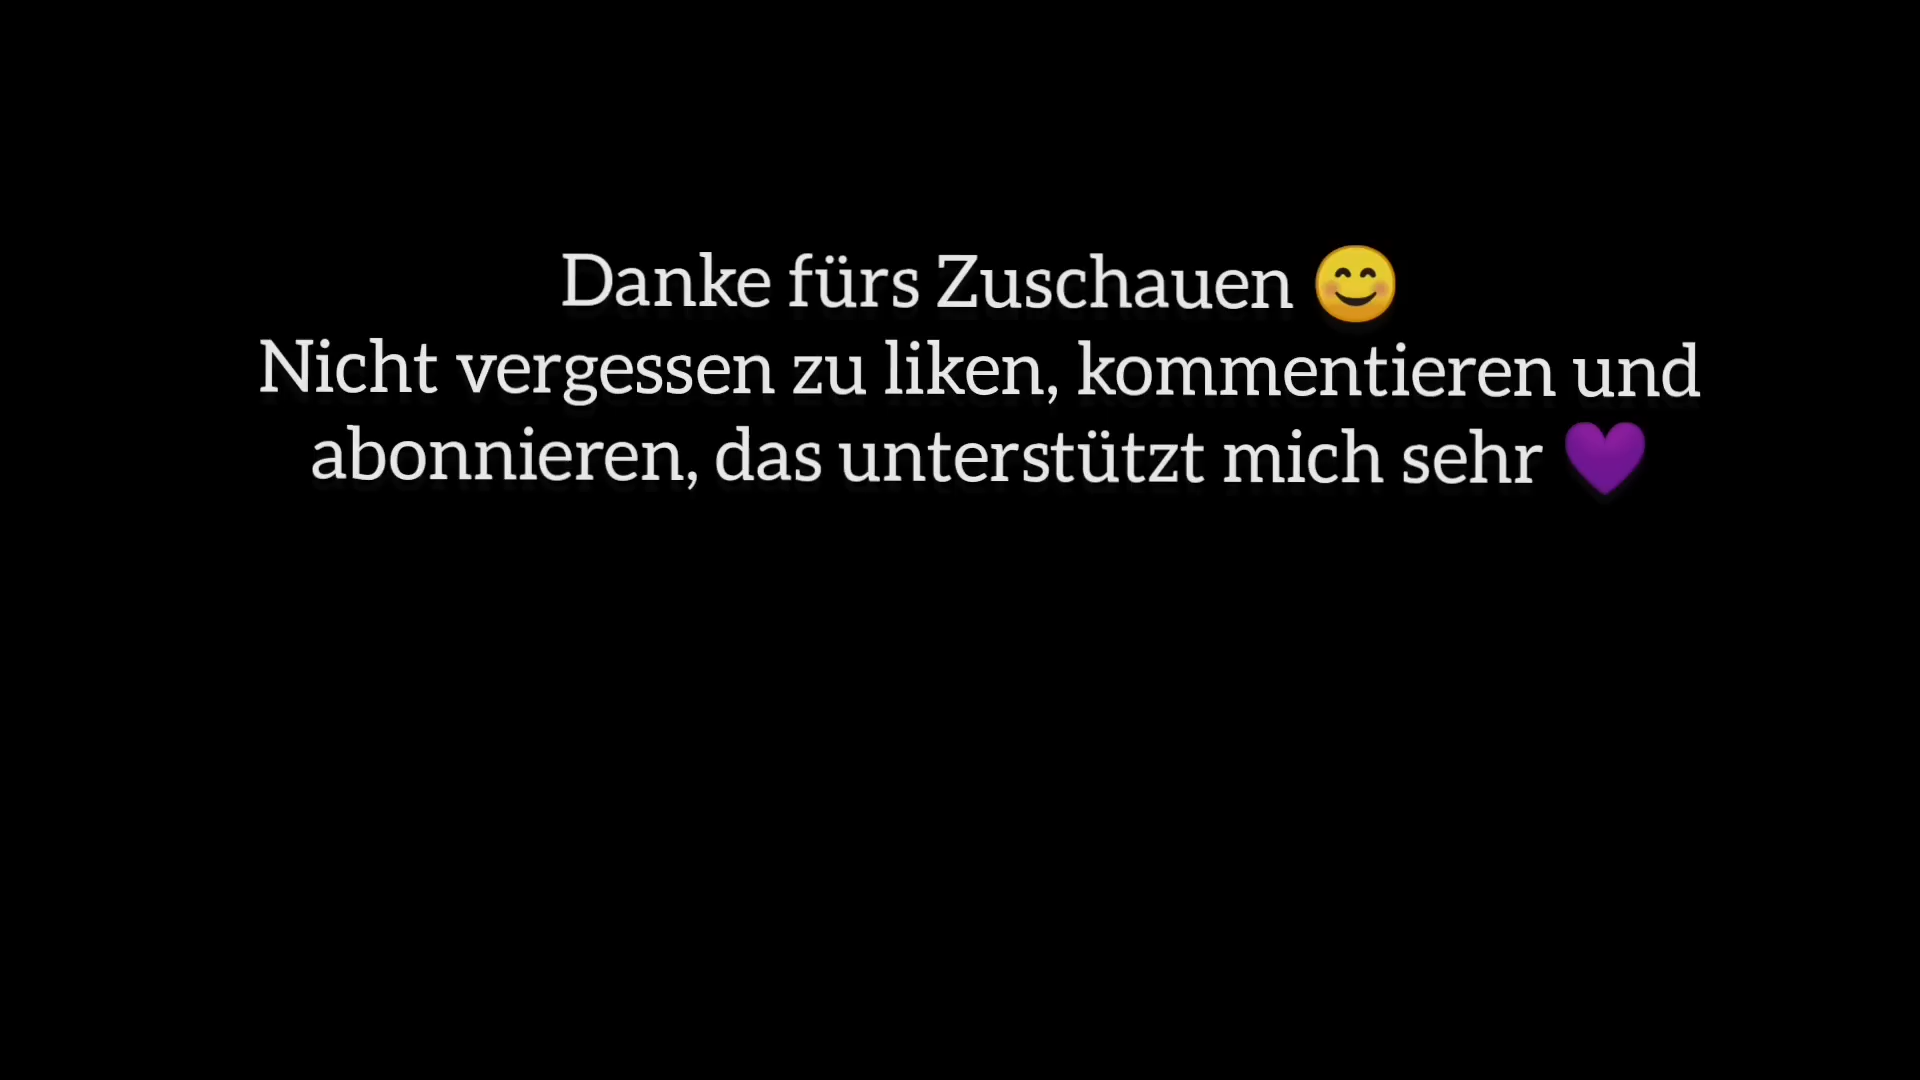 Danke fürs Zuschauen 😊
Nicht vergessen zu liken, kommentieren und
abonnieren, das unterstützt mich sehr 💜